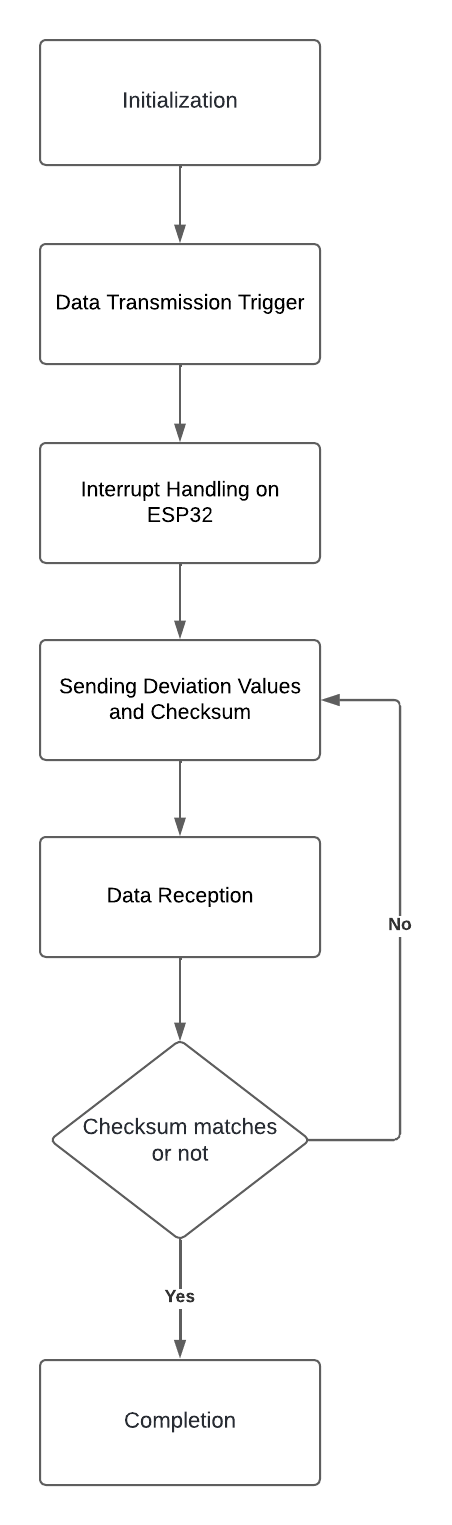 Initialization
Data Transmission Trigger
Interrupt Handling on
ESP32
Sending Deviation Values
and Checksum
Data Reception
No
Checksum matches
or not
Yes
Completion